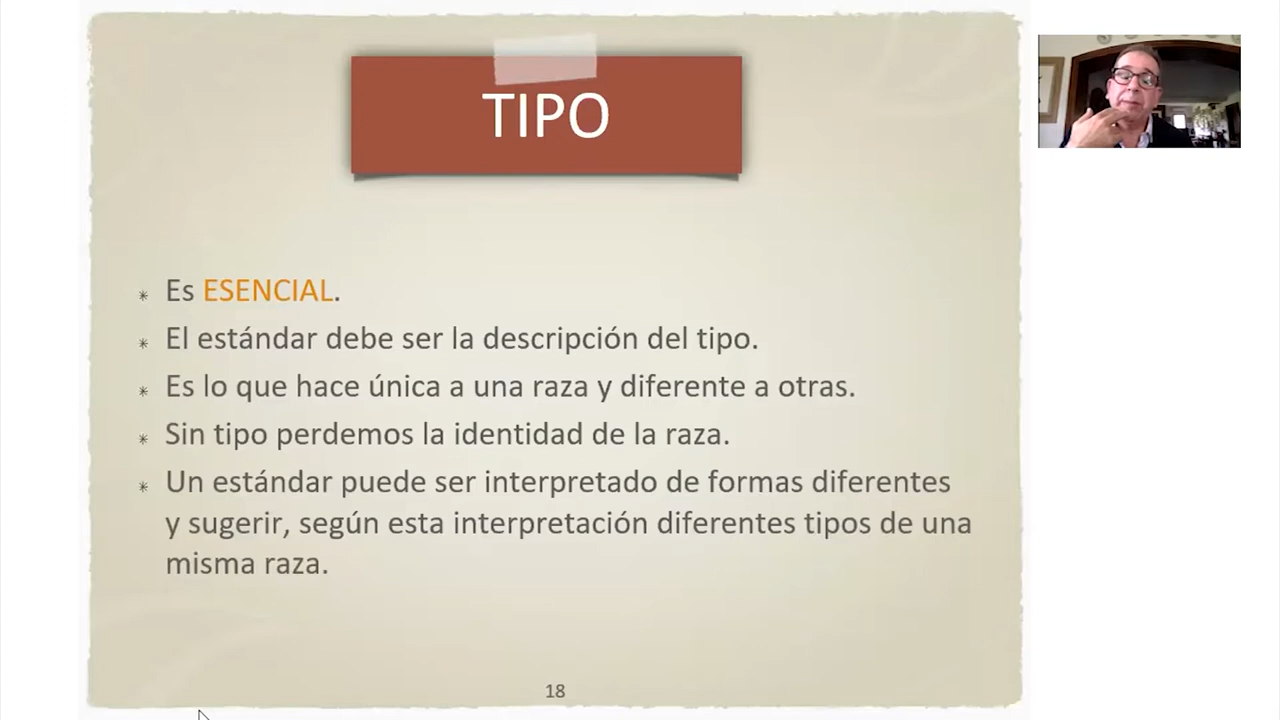 TIPO
Es ESENCIAL.
El estándar debe ser la descripción del tipo.
Es lo que hace única a una raza y diferente a otras.
Sin tipo perdemos la identidad de la raza.
Un estándar puede ser interpretado de formas diferentes
y sugerir, según esta interpretación diferentes tipos de una
misma raza.
18